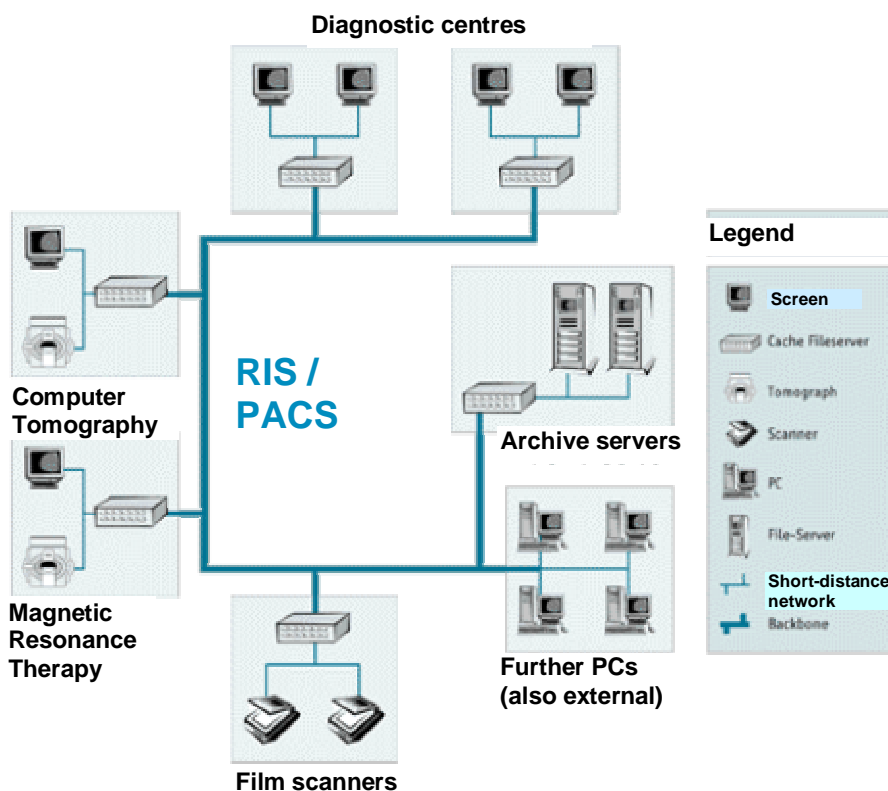 Diagnostic centres
Legend
Screen
Cache Fileserver
Tomograph
Scanner
PC
File-Server
Short-distance
network
Backbone
RIS /
PACS
Computer
Tomography
Archive servers
Magnetic
Resonance
Therapy
Further PCs
(also external)
Film scanners